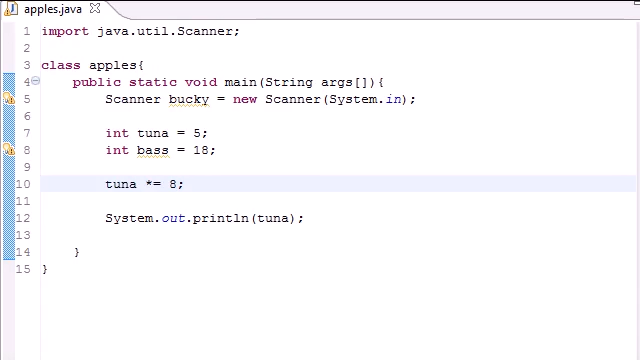 apples.java
1 import java.util.Scanner;
2
3 class apples{
4 public static void main(String args[]){
5 Scanner bucky = new Scanner(System.in);
6
7 int tuna = 5;
8 int bass = 18;
9
10 tuna *= 8;
11
12 System.out.println(tuna);
13
14 }
15 }